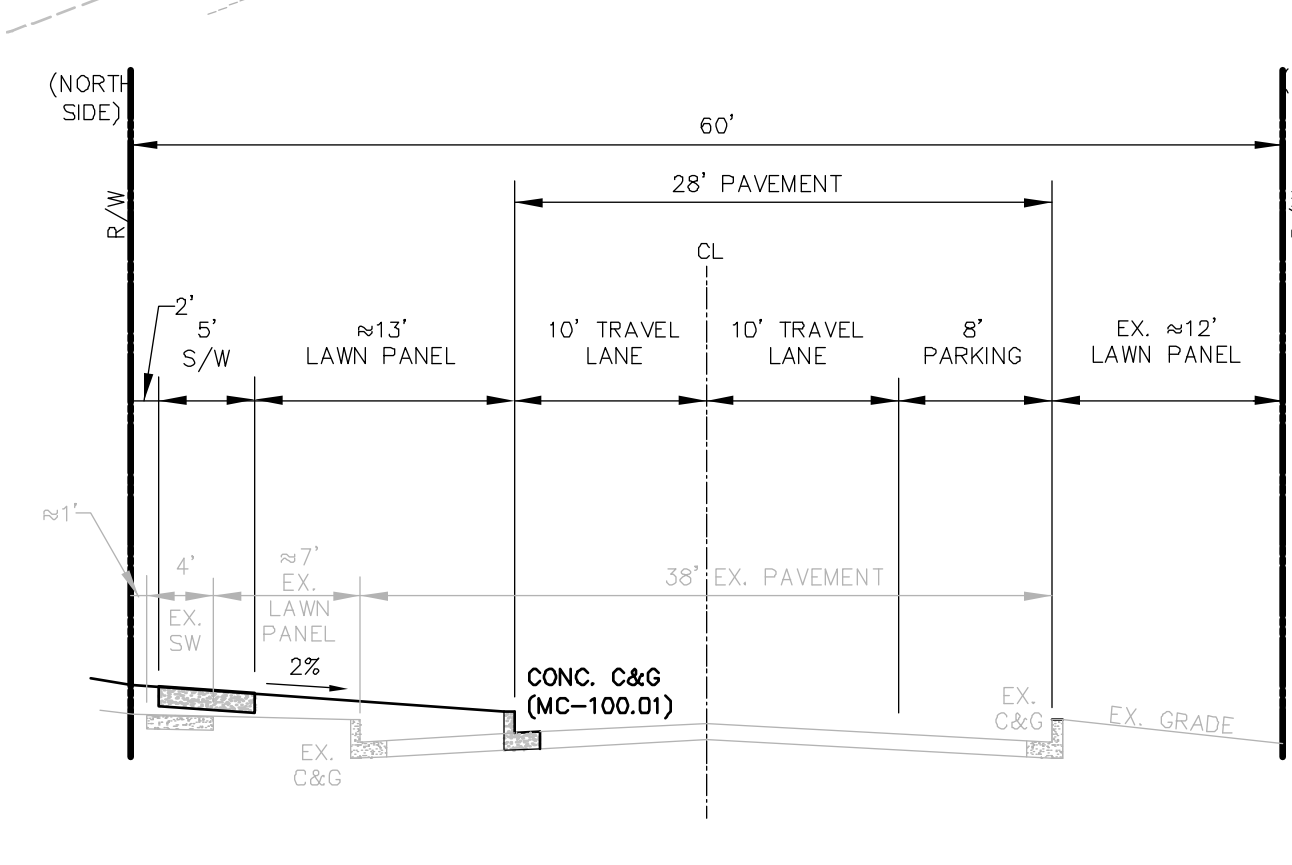 (NORTH
SIDE)
60'
28' PAVEMENT
R/W
CL
2'
5'
S/W
≈13'
LAWN PANEL
10' TRAVEL
LANE
10' TRAVEL
LANE
8'
PARKING
EX. ≈12'
LAWN PANEL
≈1'
4'
EX.
SW
≈7'
EX.
LAWN
PANEL
38' EX. PAVEMENT
2%
CONC. C&G
(MC-100.01)
EX.
C&G
EX.
C&G
EX. GRADE